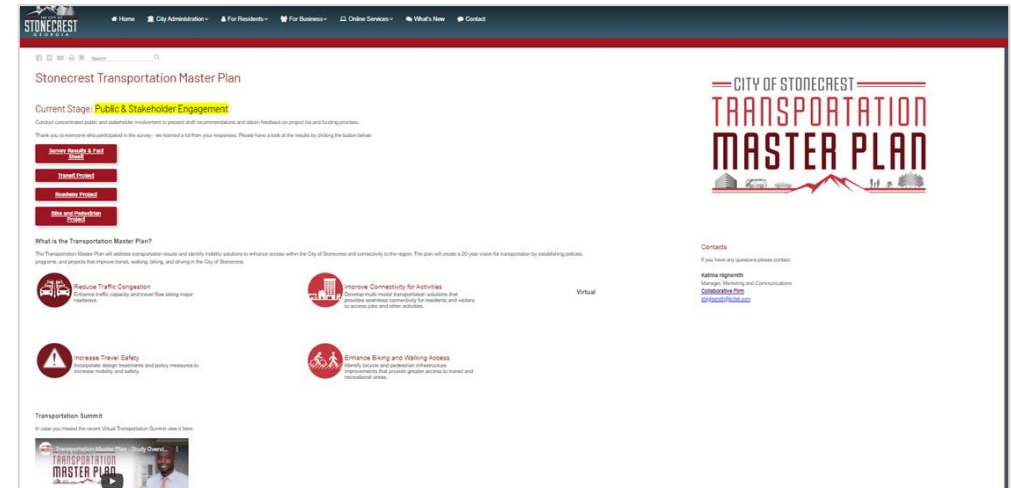 THE CITY OF
STONECREST
GEORGIA
Home
City Administration
For Residents
For Business
Online Services
What's New
Contact
Search
Stonecrest Transportation Master Plan
Current Stage: Public & Stakeholder Engagement
Conduct concentrated public and stakeholder involvement to present draft recommendations and obtain feedback on project list and funding priorities.
Thank you to everyone who participated in the survey - we learned a lot from your responses. Please have a look at the results by clicking the button below.
Survey Results & Fact
Sheet
Transit Project
Roadway Project
Bike and Pedestrian
Project
What is the Transportation Master Plan?
The Transportation Master Plan will address transportation issues and identify mobility solutions to enhance access within the City of Stonecrest and connectivity to the region. The plan will create a 20-year vision for transportation by establishing policies,
programs, and projects that improve transit, walking, biking, and driving in the City of Stonecrest.
Reduce Traffic Congestion
Enhance traffic capacity and travel flow along major
roadways.
Improve Connectivity for Activities
Develop multi-modal transportation solutions that
provides seamless connectivity for residents and visitors
to access jobs and other activities.
Virtual
Increase Travel Safety
Incorporate design treatments and policy measures to
increase mobility and safety.
Enhance Biking and Walking Access
Identify bicycle and pedestrian infrastructure
improvements that provide greater access to transit and
recreational areas.
Transportation Summit
In case you missed the recent Virtual Transportation Summit view it here:
Transportation Master Plan - Study Overvi...
TRANSPORTATION
MASTER PLAN
CITY OF STONECREST
TRANSPORTATION
MASTER PLAN
Contacts
If you have any questions please contact:
Katrina Highsmith
Manager, Marketing and Communications
Collaborative Firm